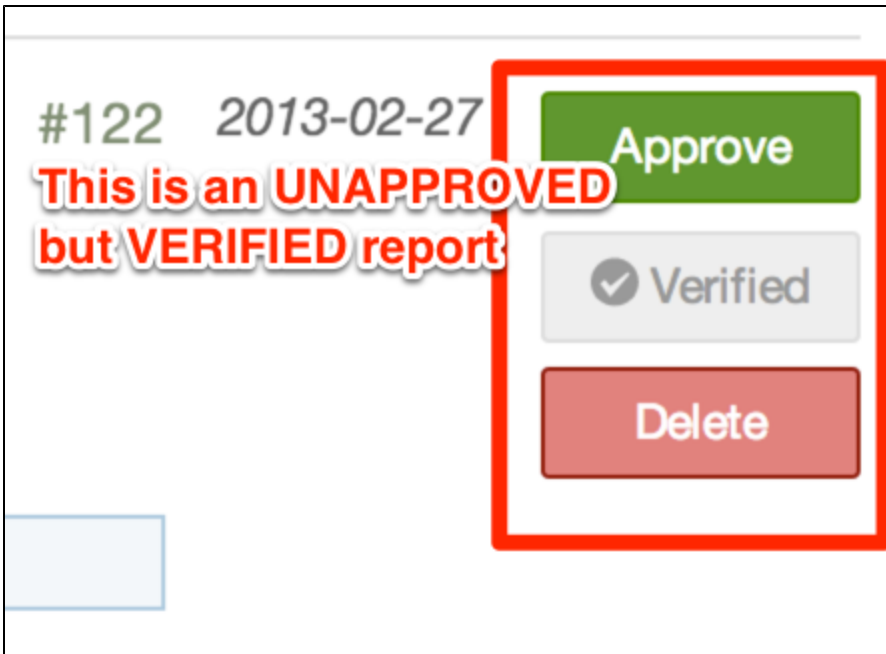 #122 2013-02-27
Approve
This is an UNAPPROVED
but VERIFIED report
Verified
Delete